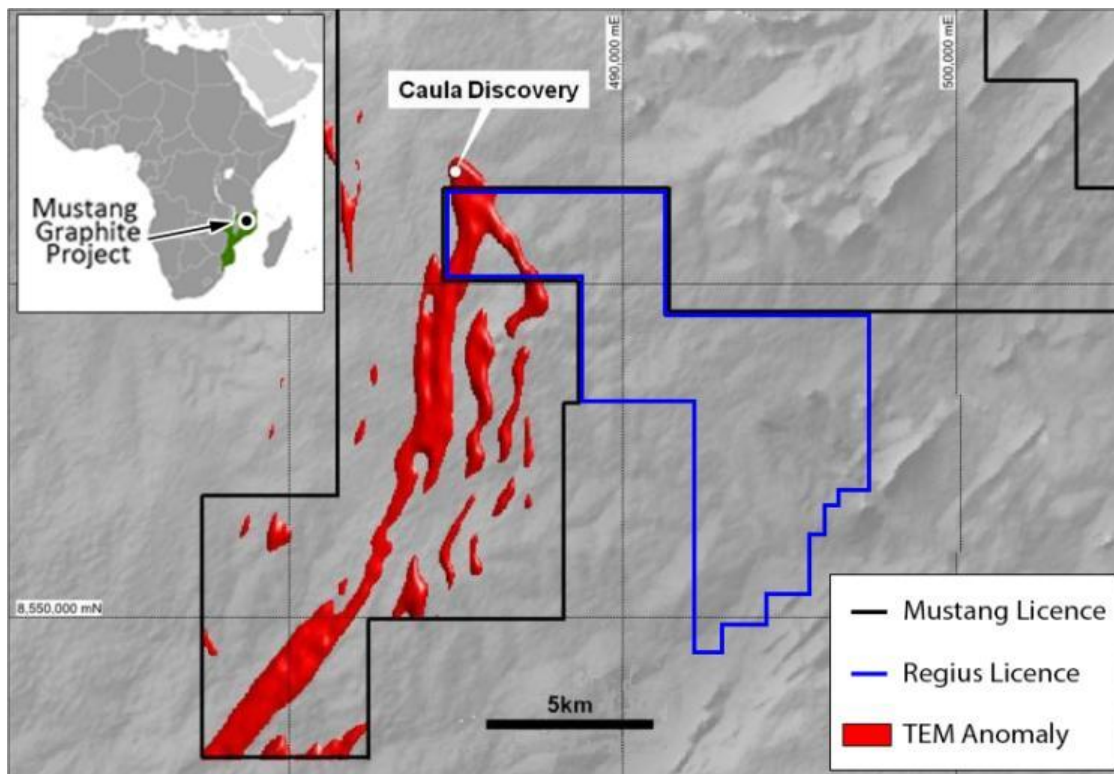 Mustang
Graphite
Project
Caula Discovery
490,000 mE
500,000 mE
8,550,000 mN
5km
Mustang Licence
Regius Licence
TEM Anomaly